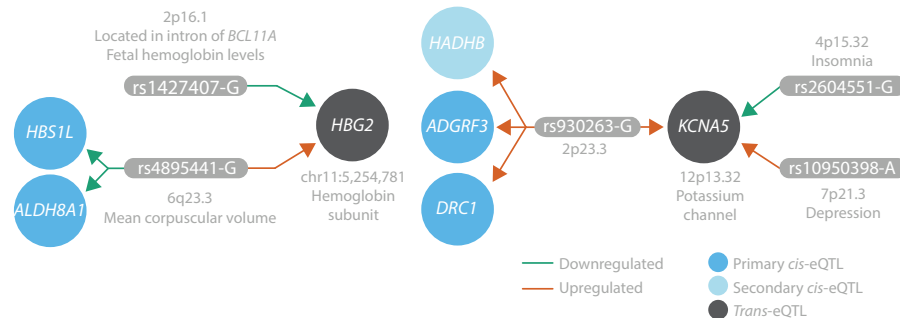 2p16.1
Located in intron of BCL11A
Fetal hemoglobin levels
rs1427407-G
HBG2
HBS1L
rs4895441-G
ALDH8A1
6q23.3
Mean corpuscular volume
chr11:5,254,781
Hemoglobin
subunit
HADHB
ADGRF3
rs930263-G
2p23.3
DRC1
KCNA5
12p13.32
Potassium
channel
4p15.32
Insomnia
rs2604551-G
rs10950398-A
7p21.3
Depression
Downregulated
Upregulated
Primary cis-eQTL
Secondary cis-eQTL
Trans-eQTL